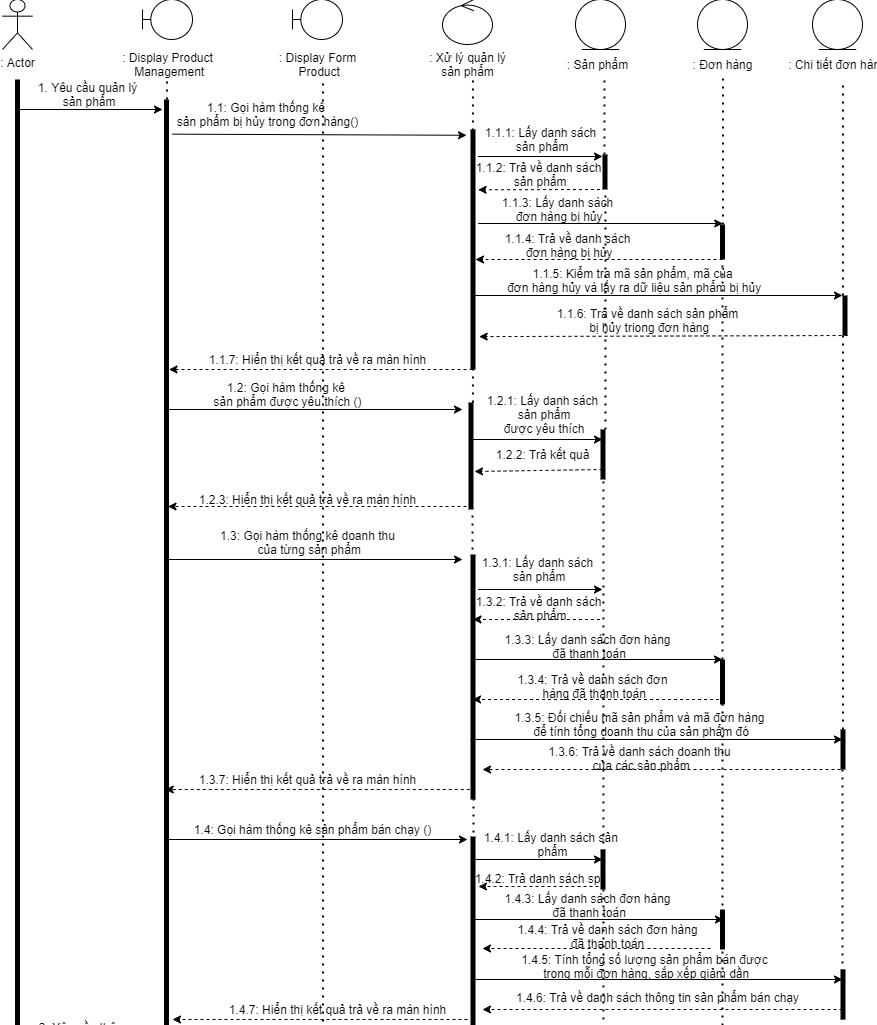 : Actor
: Display Product
Management
: Display Form
Product
: Xử lý quản lý
sản phẩm
: Sản phẩm
: Đơn hàng
: Chi tiết đơn hàn
1. Yêu cầu quản lý
sản phẩm
1.1: Gọi hàm thống kê
sản phẩm bị hủy trong đơn hàng()
1.1.1: Lấy danh sách
sản phẩm
1.1.2: Trả về danh sách
sản phẩm
1.1.3: Lấy danh sách
đơn hàng bị hủy
1.1.4: Trả về danh sách
đơn hàng bị hủy
1.1.5: Kiểm tra mã sản phẩm, mã của
đơn hàng hủy và lấy ra dữ liệu sản phẩm bị hủy
1.1.6: Trả về danh sách sản phẩm
bị hủy triong đơn hàng
1.1.7: Hiển thị kết quả trả về ra màn hình
1.2: Gọi hàm thống kê
sản phẩm được yêu thích ()
1.2.1: Lấy danh sách
sản phẩm
được yêu thích
1.2.2: Trả kết quả
1.2.3: Hiển thị kết quả trả về ra màn hình
1.3: Gọi hàm thống kê doanh thu
của từng sản phẩm
1.3.1: Lấy danh sách
sản phẩm
1.3.2: Trả về danh sách
sản phẩm
1.3.3: Lấy danh sách đơn hàng
đã thanh toán
1.3.4: Trả về danh sách đơn
hàng đã thanh toán
1.3.5: Đối chiếu mã sản phẩm và mã đơn hàng
để tính tổng doanh thu của sản phẩm đó
1.3.6: Trả về danh sách doanh thu
của các sản phẩm
1.3.7: Hiển thị kết quả trả về ra màn hình
1.4: Gọi hàm thống kê sản phẩm bán chạy ()
1.4.1: Lấy danh sách sản
phẩm
1.4.2: Trả danh sách sp
1.4.3: Lấy danh sách đơn hàng
đã thanh toán
1.4.4: Trả về danh sách đơn hàng
đã thanh toán
1.4.5: Tính tổng số lượng sản phẩm bán được
trong mỗi đơn hàng, sắp xếp giảm dần
1.4.6: Trả về danh sách thông tin sản phẩm bán chạy
1.4.7: Hiển thị kết quả trả về ra màn hình